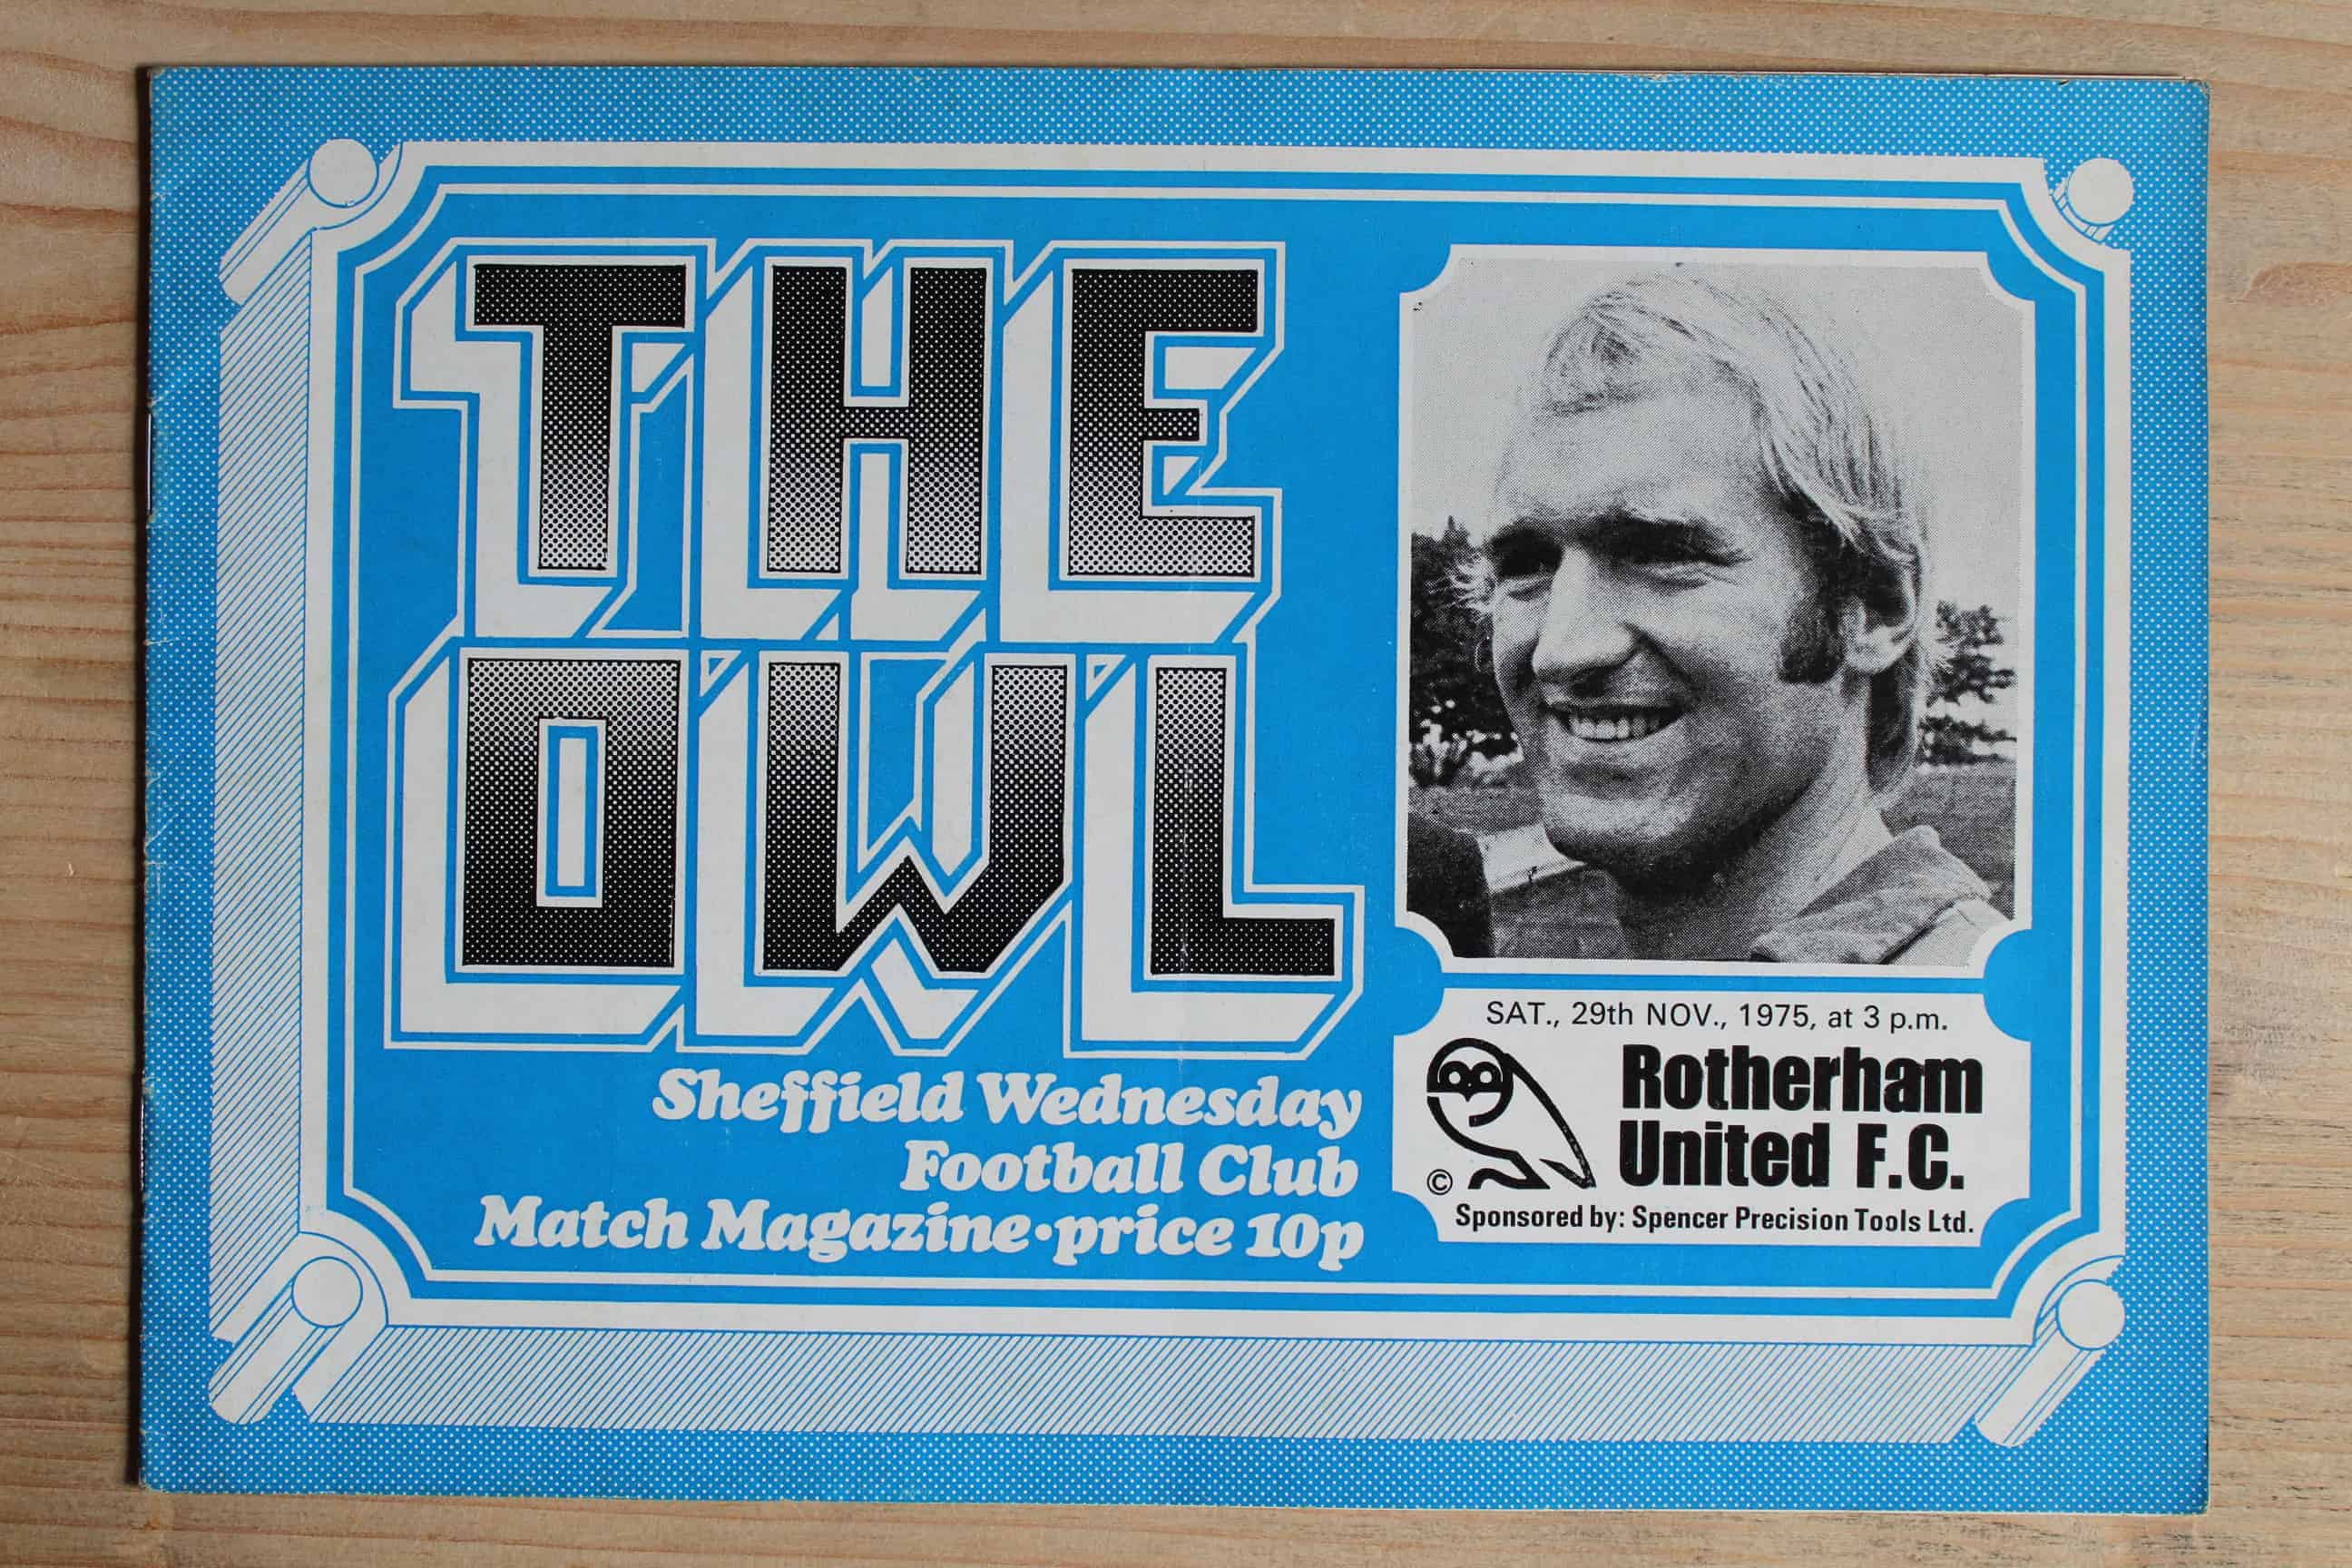 THE
OWL
Sheffield Wednesday
Football Club
Match Magazine•price 10p
SAT., 29th NOV., 1975, at 3 p.m.
Rotherham
United F.C.
©
Sponsored by: Spencer Precision Tools Ltd.